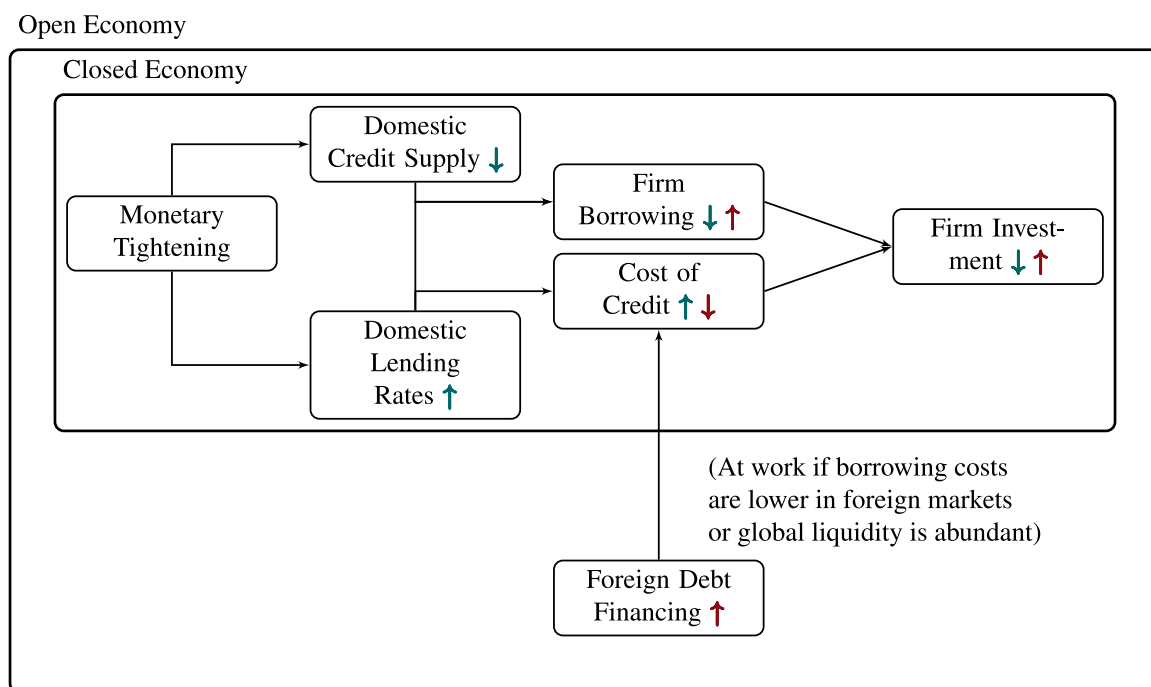 Open Economy
Closed Economy
Domestic
Credit Supply ↓
Monetary
Tightening
Firm
Borrowing ↓ ↑
Firm Invest-
ment ↓ ↑
Cost of
Credit ↑ ↓
Domestic
Lending
Rates ↑
(At work if borrowing costs
are lower in foreign markets
or global liquidity is abundant)
Foreign Debt
Financing ↑